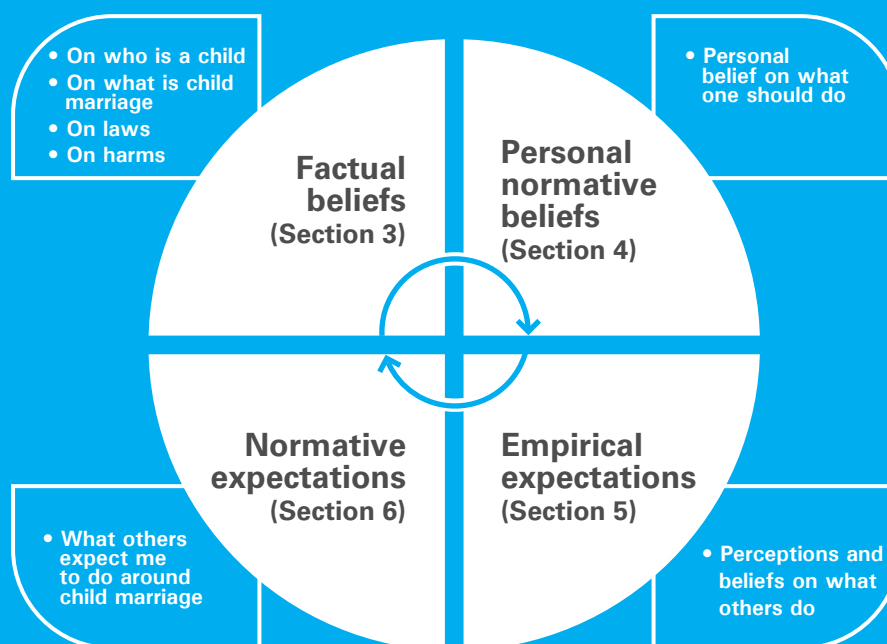 • On who is a child
• On what is child
marriage
• On laws
• On harms
• Personal
belief on what
one should do
Factual
beliefs
(Section 3)
Personal
normative
beliefs
(Section 4)
Normative
expectations
(Section 6)
Empirical
expectations
(Section 5)
• What others
expect me
to do around
child marriage
• Perceptions and
beliefs on what
others do